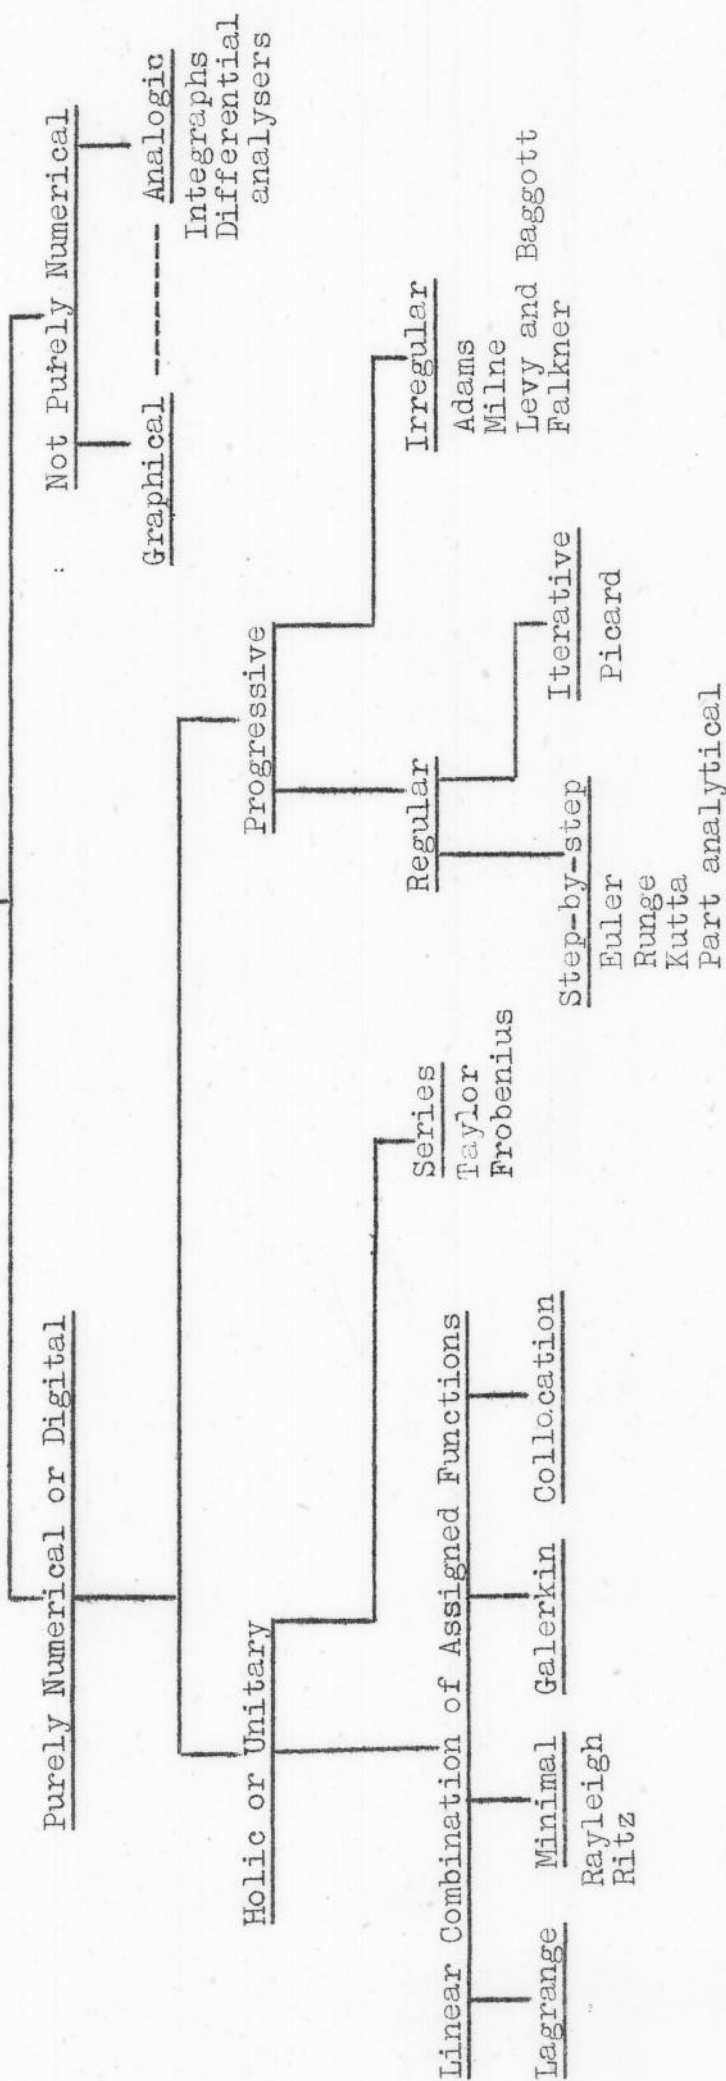 Purely Numerical or Digital
Not Purely Numerical
Graphical
Analogic
Integraphs
Differential
analysers
Holic or Unitary
Progressive
Linear Combination of Assigned Functions
Series
Taylor
Frobenius
Regular
Irregular
Adams
Milne
Levy and Baggott
Falkner
Lagrange
Minimal
Rayleigh
Ritz
Galerkin
Collocation
Step-by-step
Euler
Runge
Kutta
Part analytical
Iterative
Picard